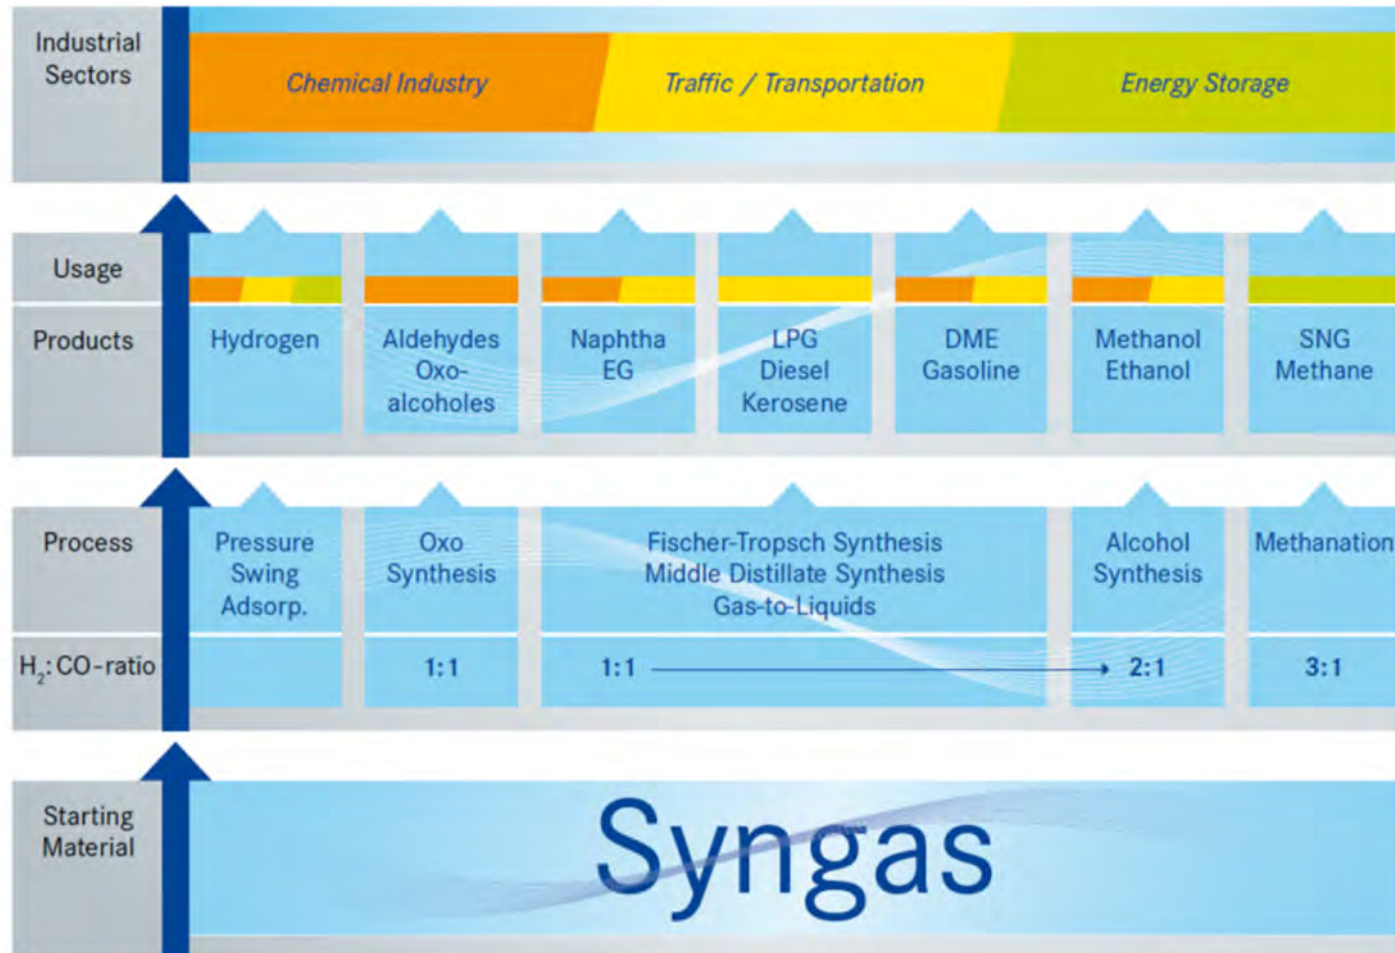 Industrial
Sectors
Chemical Industry
Traffic / Transportation
Energy Storage
Usage
Products
Hydrogen
Aldehydes
Oxo-
alcoholes
Naphtha
EG
LPG
Diesel
Kerosene
DME
Gasoline
Methanol
Ethanol
SNG
Methane
Process
Pressure
Swing
Adsorp.
Oxo
Synthesis
Fischer-Tropsch Synthesis
Middle Distillate Synthesis
Gas-to-Liquids
Alcohol
Synthesis
Methanation
H₂:CO-ratio
1:1
1:1
2:1
3:1
Starting
Material
Syngas